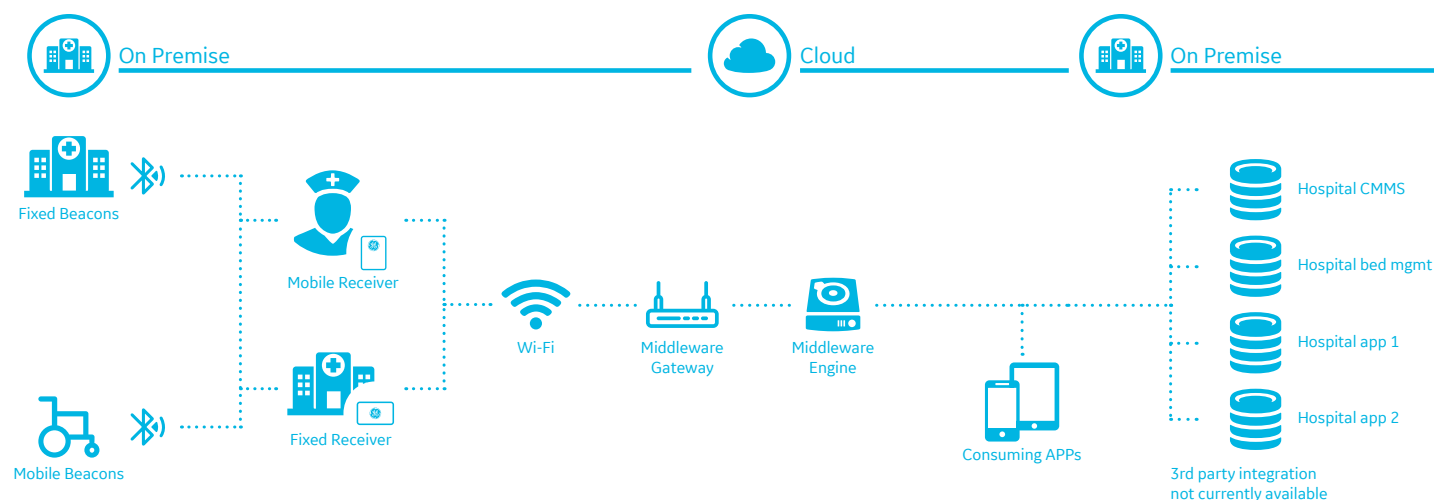 On Premise
Cloud
On Premise
Fixed Beacons
Mobile Receiver
Wi-Fi
Middleware
Gateway
Middleware
Engine
Fixed Receiver
Mobile Beacons
Consuming APPs
Hospital CMMS
Hospital bed mgmt
Hospital app 1
Hospital app 2
3rd party integration
not currently available